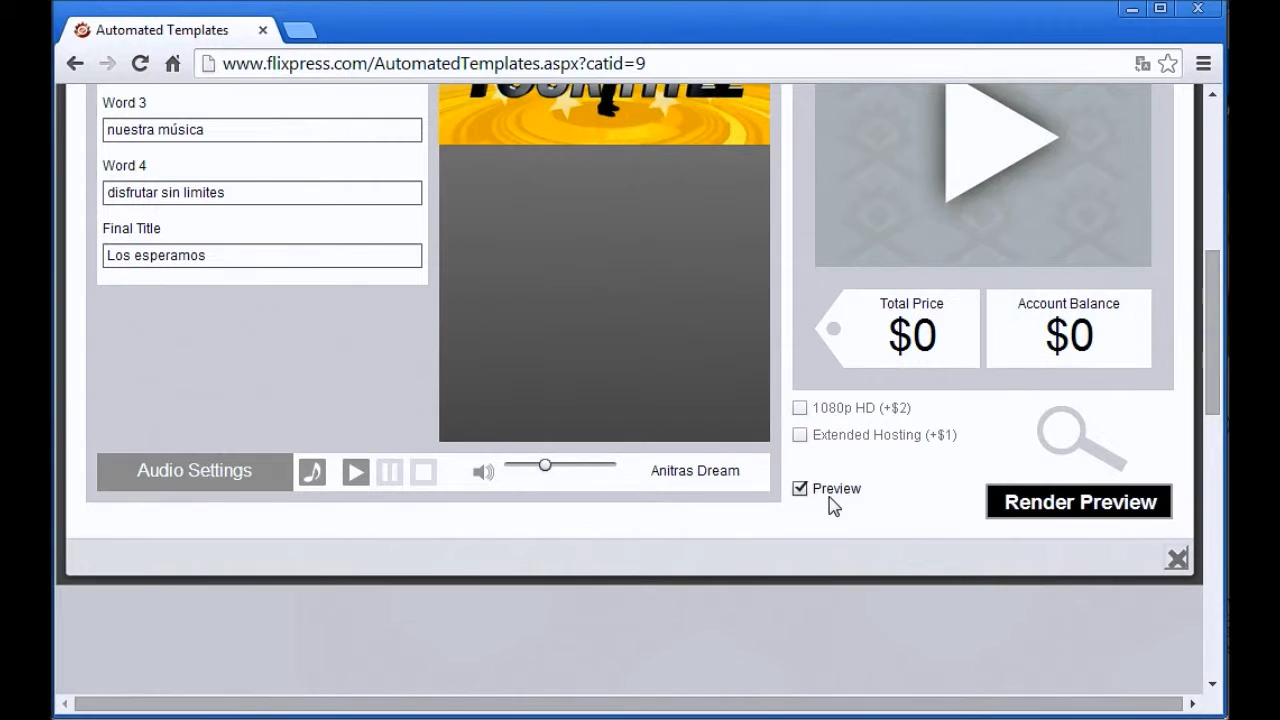 Automated Templates
www.flixpress.com/AutomatedTemplates.aspx?catid=9
Word 3
nuestra música
Word 4
disfrutar sin limites
Final Title
Los esperamos
YOUR TITLE
Total Price
$0
Account Balance
$0
1080p HD (+$2)
Extended Hosting (+$1)
Audio Settings
Anitras Dream
Preview
Render Preview